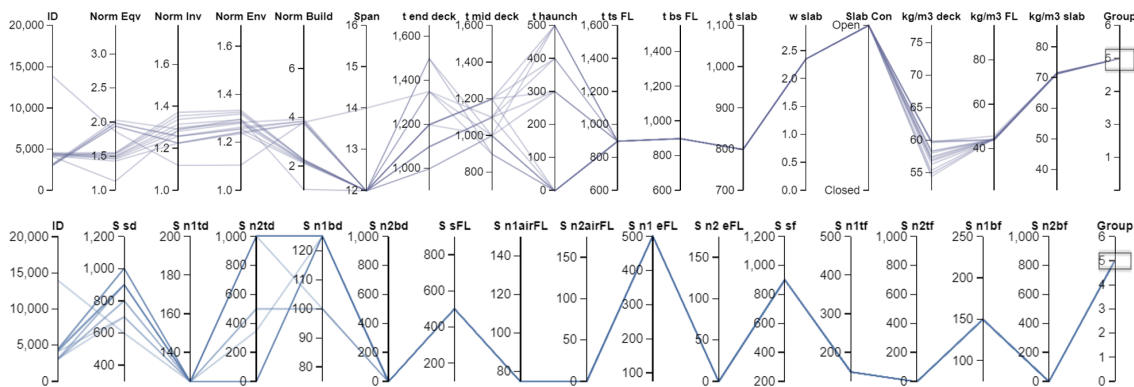 ID Norm Eqv Norm Inv Norm Env Norm Build Span t end deck t mid deck t haunch t ts FL t bs FL t slab w slab Slab Con kg/m3 deck kg/m3 FL kg/m3 slab Group
20,000 3.0 1.6 1.6 6 16 1,600 1,600 500 1,600 1,600 1,100 Open 75 80 80 6
15,000 2.5 1.4 1.4 15 1,400 1,400 400 1,400 1,400 1,000 2.5 70 70 5
10,000 2.0 1.2 1.2 14 1,200 1,200 300 1,200 1,200 900 2.0 65 60 60 3
5,000 1.5 2 13 1,000 1,000 200 1,000 1,000 800 1.5 60 40 50 2
0 1.0 1.0 1.0 12 800 100 800 800 700 1.0 55 40 1
0 600 600 0.5
0.0 Closed
ID S sd S n1td S n2td S n1bd S n2bd S sFL S n1airFL S n2airFL S n1 eFL S n2 eFL S sf S n1tf S n2tf S n1bf S n2bf Group
20,000 1,200 200 1,000 1,000 500 1,200 500 1,000 250 1,000 6
15,000 1,000 180 800 120 800 800 140 150 400 150 1,000 400 800 200 800 5
10,000 800 160 600 110 600 600 120 100 300 100 800 300 600 150 600 4
5,000 600 140 400 100 400 400 100 50 200 50 600 200 400 100 400 3
0 400 200 90 200 200 80 0 100 0 400 100 200 200 2
0 80 0 200 0 0 0 1
0